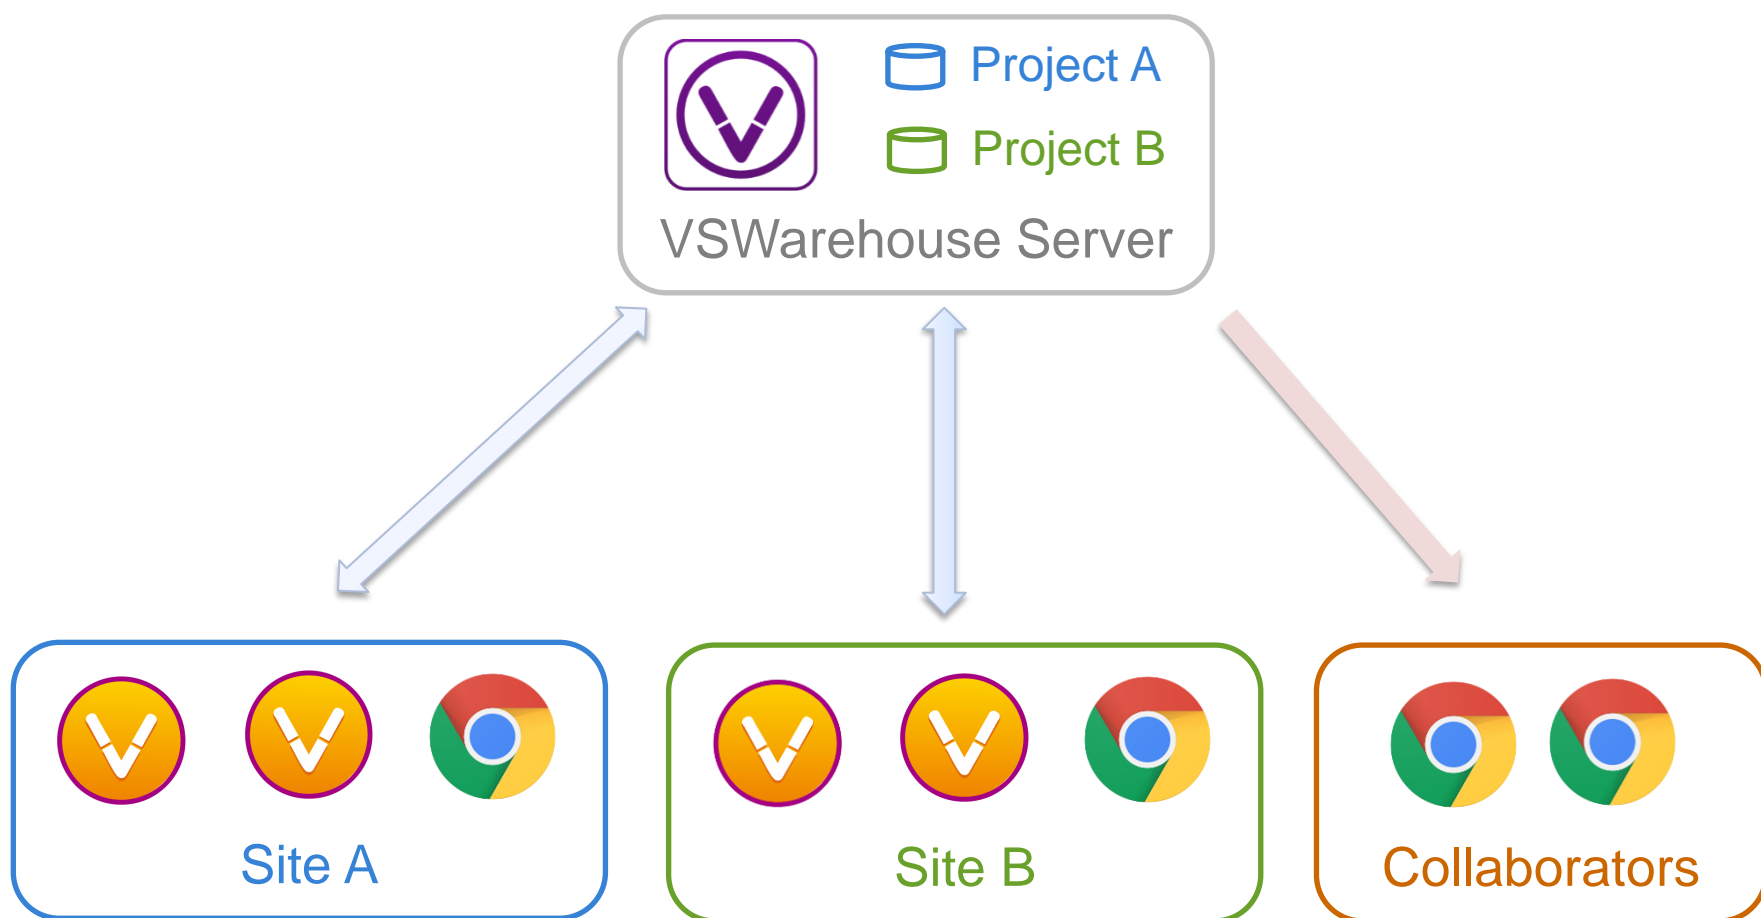 Project A
Project B
VSWarehouse Server
Site A
Site B
Collaborators